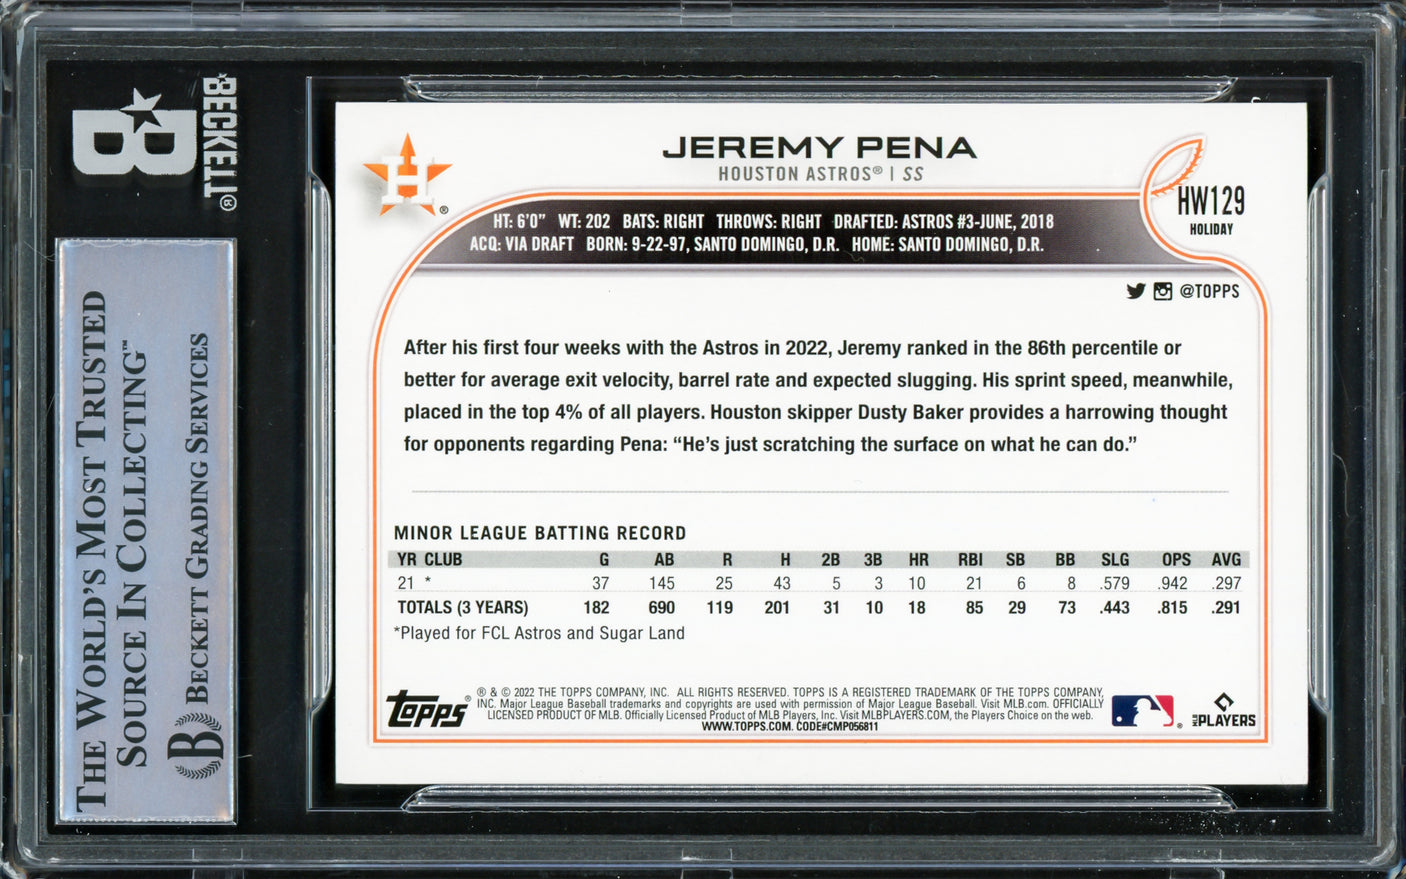 BECKETT®
B
THE WORLD'S MOST TRUSTED
SOURCE IN COLLECTING™
B BECKETT GRADING SERVICES
H®
JEREMY PENA
HOUSTON ASTROS® | SS
HW129
HOLIDAY
HT: 6'0" WT: 202 BATS: RIGHT THROWS: RIGHT DRAFTED: ASTROS #3-JUNE, 2018
ACQ: VIA DRAFT BORN: 9-22-97, SANTO DOMINGO, D.R. HOME: SANTO DOMINGO, D.R.
@TOPPS
After his first four weeks with the Astros in 2022, Jeremy ranked in the 86th percentile or
better for average exit velocity, barrel rate and expected slugging. His sprint speed, meanwhile,
placed in the top 4% of all players. Houston skipper Dusty Baker provides a harrowing thought
for opponents regarding Pena: “He's just scratching the surface on what he can do.”
MINOR LEAGUE BATTING RECORD
YR CLUB G AB R H 2B 3B HR RBI SB BB SLG OPS AVG
21 * 37 145 25 43 5 3 10 21 6 8 .579 .942 .297
TOTALS (3 YEARS) 182 690 119 201 31 10 18 85 29 73 .443 .815 .291
*Played for FCL Astros and Sugar Land
topps®
® & © 2022 THE TOPPS COMPANY, INC. ALL RIGHTS RESERVED. TOPPS IS A REGISTERED TRADEMARK OF THE TOPPS COMPANY,
INC. Major League Baseball trademarks and copyrights are used with permission of Major League Baseball. Visit MLB.com. OFFICIALLY
LICENSED PRODUCT OF MLB. Officially Licensed Product of MLB Players, Inc. Visit MLBPLAYERS.COM, the Players Choice on the web.
WWW.TOPPS.COM. CODE#CMP056811
®
MLB PLAYERS